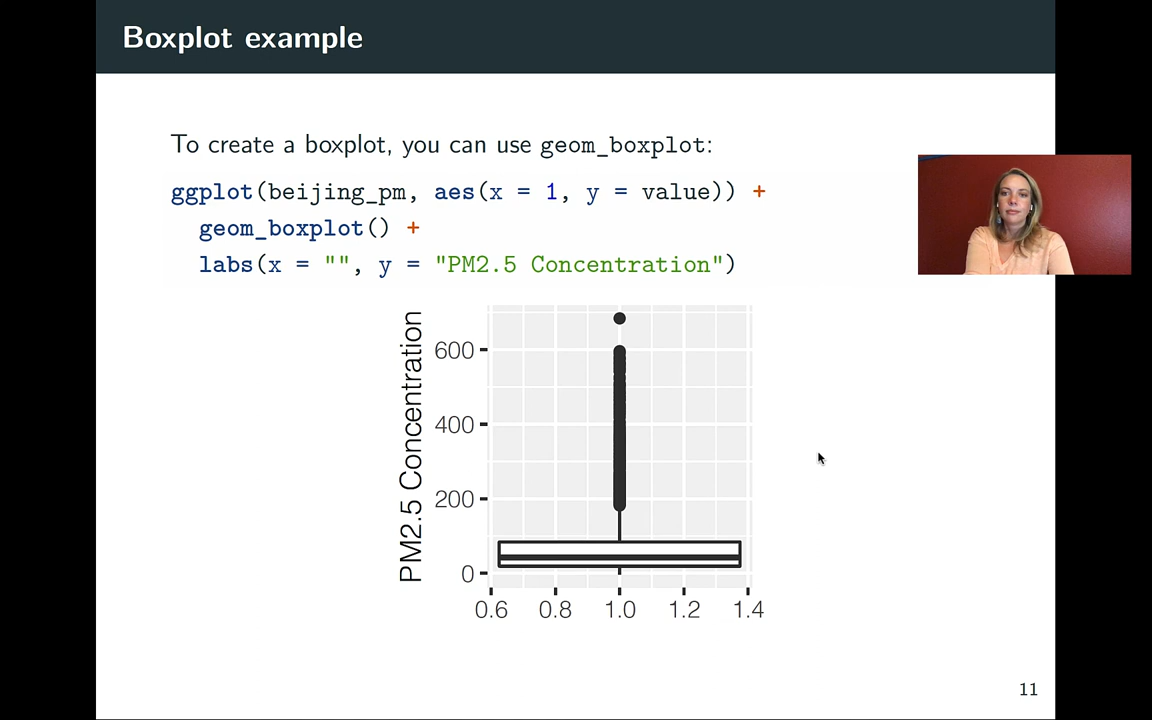 Boxplot example
To create a boxplot, you can use geom_boxplot:
ggplot(beijing_pm, aes(x = 1, y = value)) +
geom_boxplot() +
labs(x = "", y = "PM2.5 Concentration")
PM2.5 Concentration
600
400
200
0
0.6 0.8 1.0 1.2 1.4
11